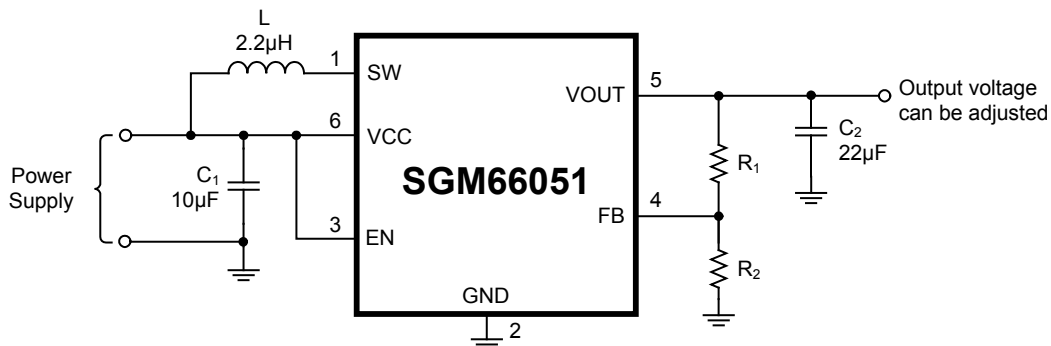 L
2.2µH
1
SW
5
VOUT
Output voltage
can be adjusted
6
VCC
C2
22µF
Power
Supply
C1
10µF
SGM66051
R1
4
FB
3
EN
R2
GND
2